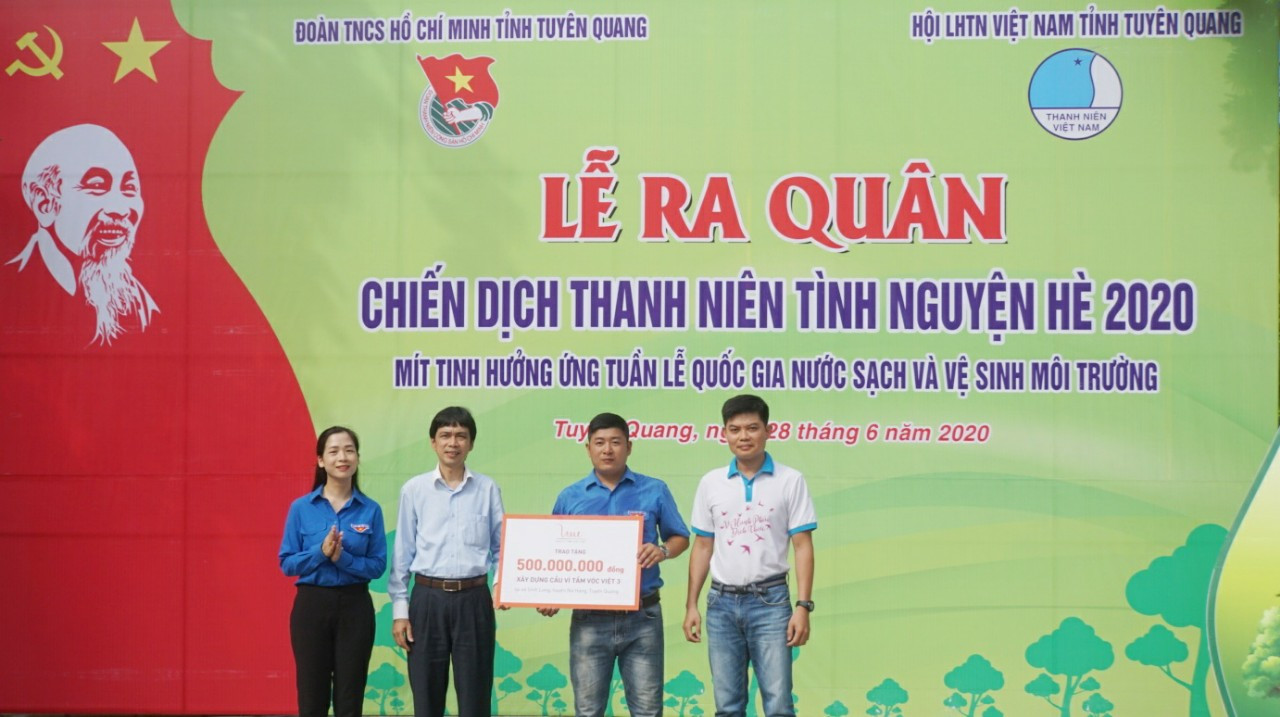 ĐOÀN TNCS HỒ CHÍ MINH TỈNH TUYÊN QUANG
HỘI LHTN VIỆT NAM TỈNH TUYÊN QUANG
THANH NIÊN
VIỆT NAM
LỄ RA QUÂN
CHIẾN DỊCH THANH NIÊN TÌNH NGUYỆN HÈ 2020
MÍT TINH HƯỞNG ỨNG TUẦN LỄ QUỐC GIA NƯỚC SẠCH VÀ VỆ SINH MÔI TRƯỜNG
Quang, 28 tháng 6 năm 2020
TRAO TẶNG
500.000.000 đồng
XÂY DỰNG CẦU VÌ TẦM VÓC VIỆT 3
Tuyên Quang